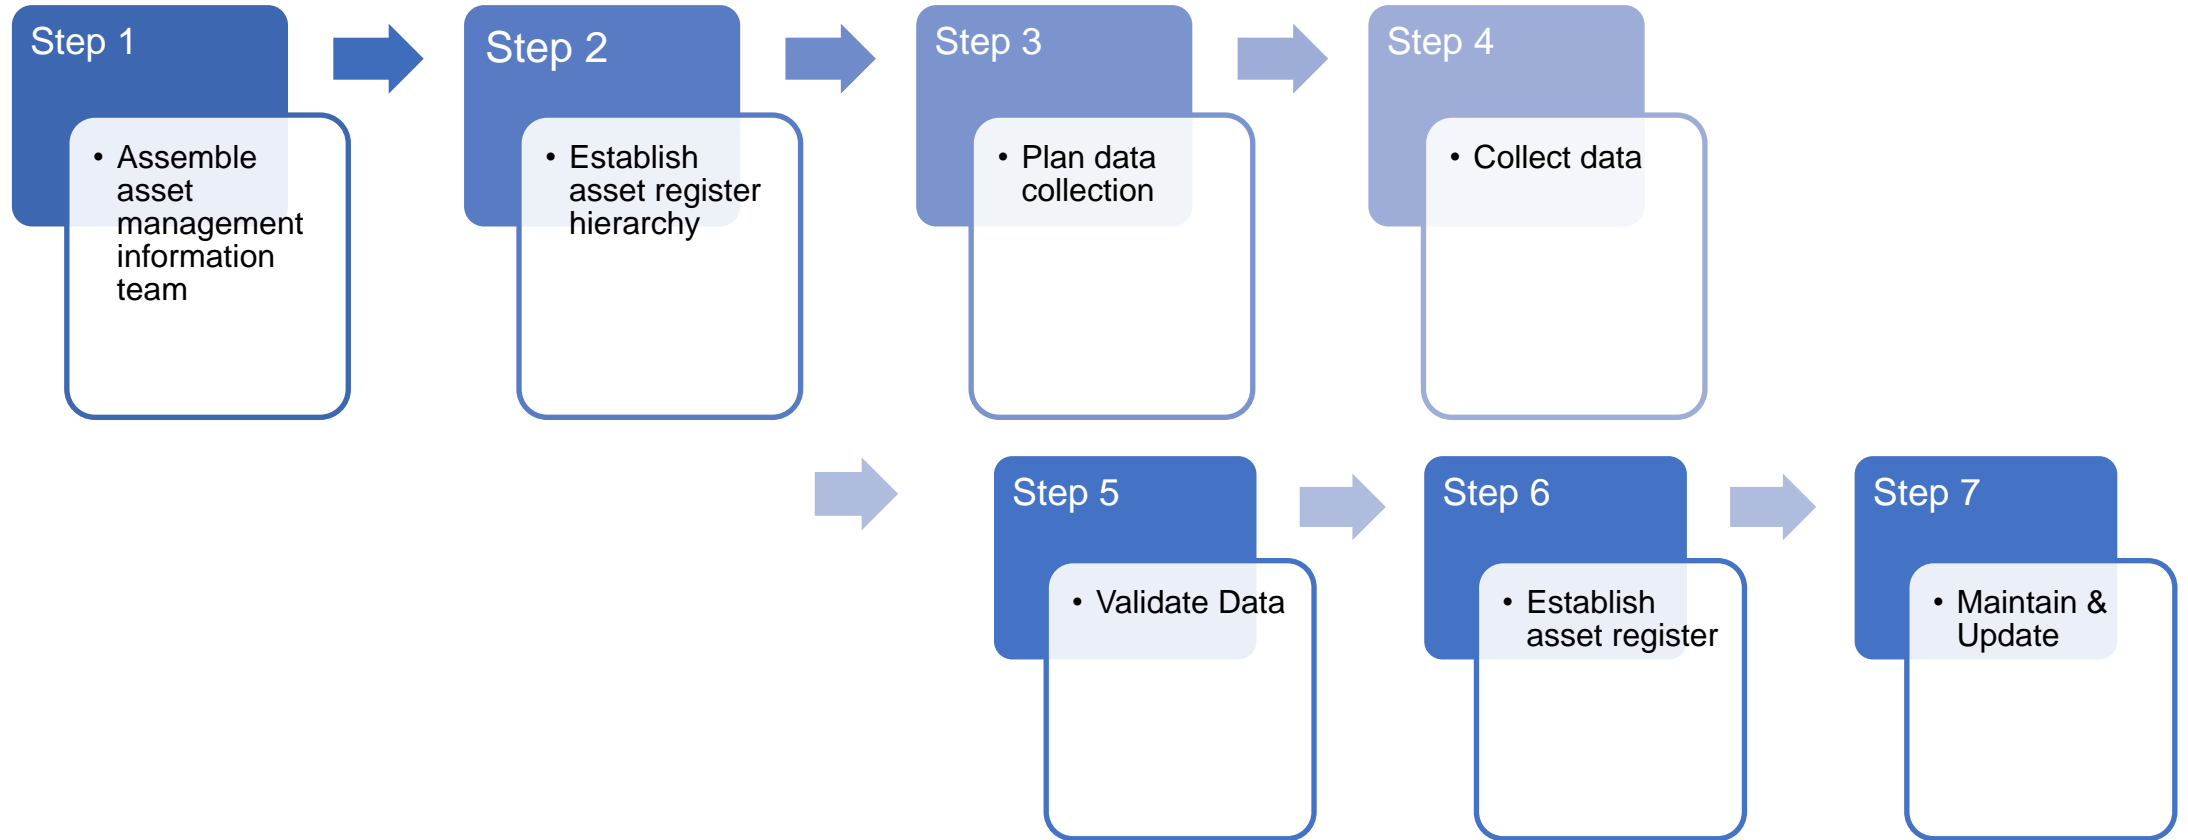 Step 1
• Assemble
asset
management
information
team
Step 2
• Establish
asset register
hierarchy
Step 3
• Plan data
collection
Step 4
• Collect data
Step 5
• Validate Data
Step 6
• Establish
asset register
Step 7
• Maintain &
Update